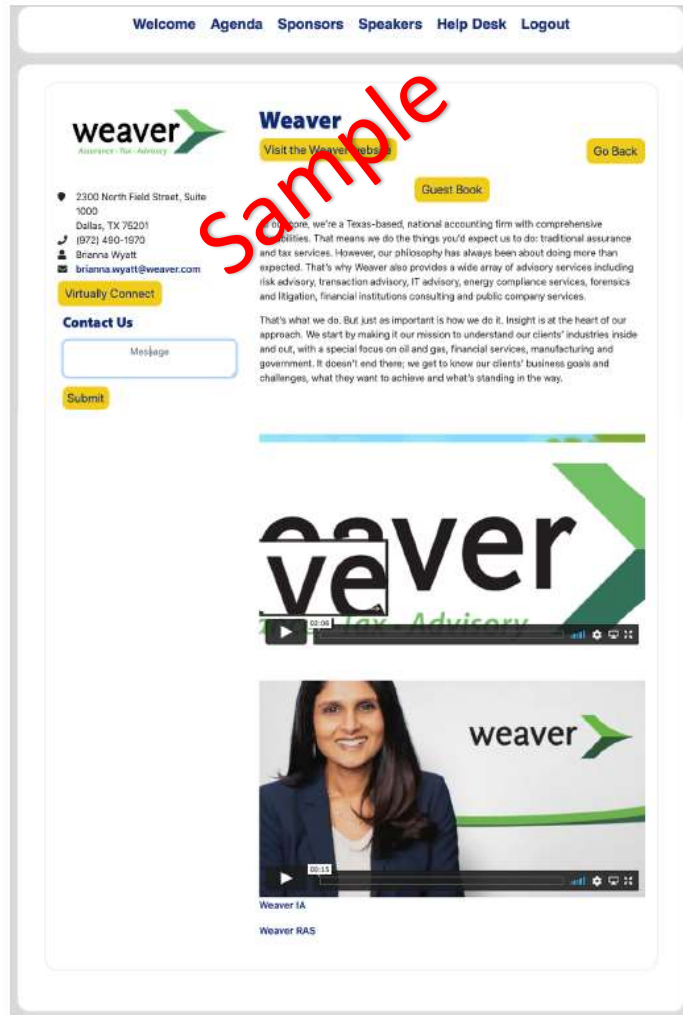 Welcome Agenda Sponsors Speakers Help Desk Logout
weaver
Assurance · Tax · Advisory
2300 North Field Street, Suite
1000
Dallas, TX 75201
(972) 490-1970
Brianna Wyatt
brianna.wyatt@weaver.com
Virtually Connect
Contact Us
Message
Submit
Sample
Weaver
Visit the Weaver website
Go Back
Guest Book
core, we're a Texas-based, national accounting firm with comprehensive
That means we do the things you'd expect us to do: traditional assurance
and tax services. However, our philosophy has always been about doing more than
expected. That's why Weaver also provides a wide array of advisory services including
risk advisory, transaction advisory, IT advisory, energy compliance services, forensics
and litigation, financial institutions consulting and public company services.
That's what we do. But just as important is how we do it. Insight is at the heart of our
approach. We start by making it our mission to understand our clients' industries inside
and out, with a special focus on oil and gas, financial services, manufacturing and
government. It doesn't end there; we get to know our clients' business goals and
challenges, what they want to achieve and what's standing in the way.
eaver
ve
Tax · Advisory
02:06
weaver
00:15
Weaver IA
Weaver RAS